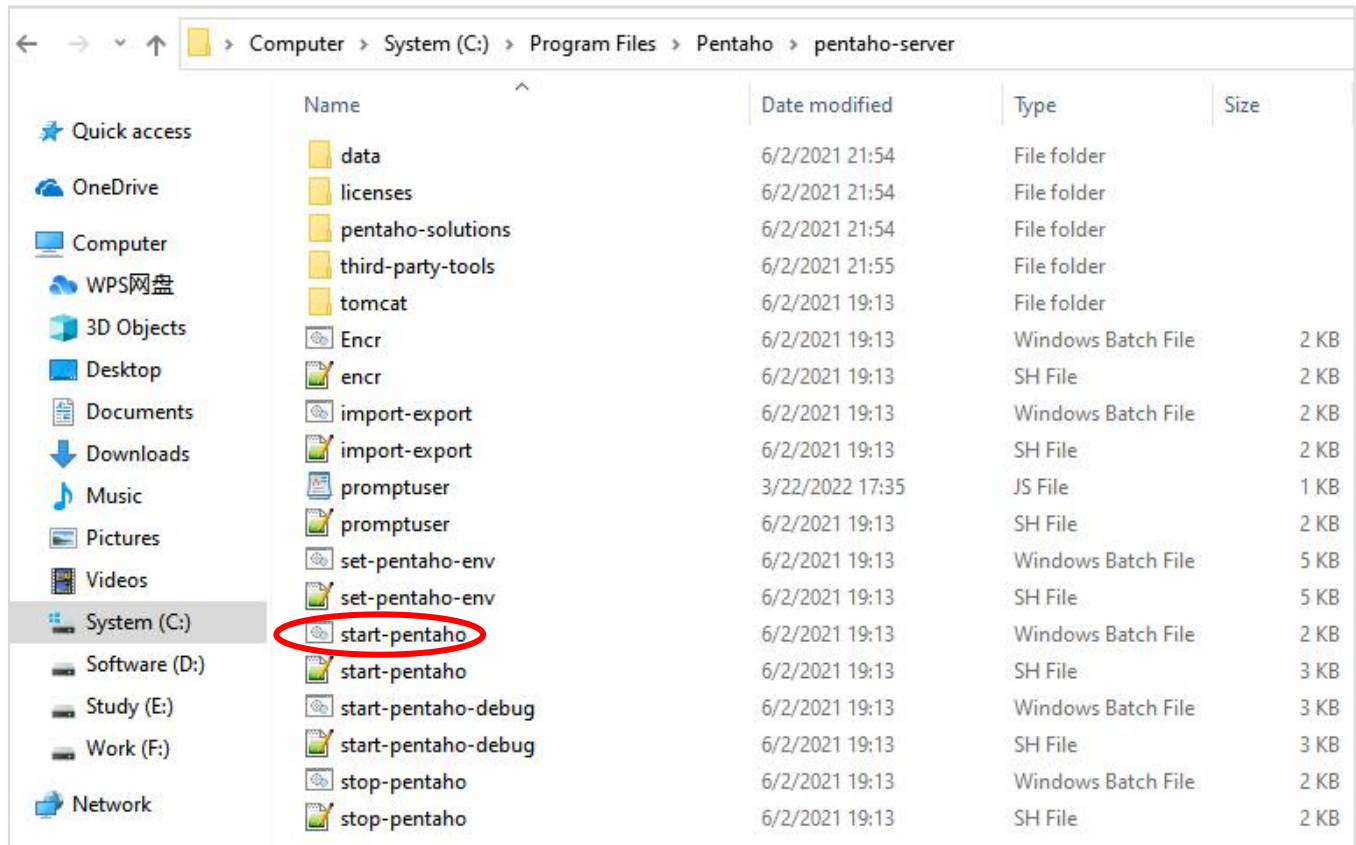 Computer > System (C:) > Program Files > Pentaho > pentaho-server
Name Date modified Type Size
Quick access
OneDrive
Computer
WPS网盘
3D Objects
Desktop
Documents
Downloads
Music
Pictures
Videos
System (C:)
Software (D:)
Study (E:)
Work (F:)
Network
data 6/2/2021 21:54 File folder
licenses 6/2/2021 21:54 File folder
pentaho-solutions 6/2/2021 21:54 File folder
third-party-tools 6/2/2021 21:55 File folder
tomcat 6/2/2021 19:13 File folder
Encr 6/2/2021 19:13 Windows Batch File 2 KB
encr 6/2/2021 19:13 SH File 2 KB
import-export 6/2/2021 19:13 Windows Batch File 2 KB
import-export 6/2/2021 19:13 SH File 2 KB
promptuser 3/22/2022 17:35 JS File 1 KB
promptuser 6/2/2021 19:13 SH File 2 KB
set-pentaho-env 6/2/2021 19:13 Windows Batch File 5 KB
set-pentaho-env 6/2/2021 19:13 SH File 5 KB
start-pentaho 6/2/2021 19:13 Windows Batch File 2 KB
start-pentaho 6/2/2021 19:13 SH File 3 KB
start-pentaho-debug 6/2/2021 19:13 Windows Batch File 3 KB
start-pentaho-debug 6/2/2021 19:13 SH File 3 KB
stop-pentaho 6/2/2021 19:13 Windows Batch File 2 KB
stop-pentaho 6/2/2021 19:13 SH File 2 KB